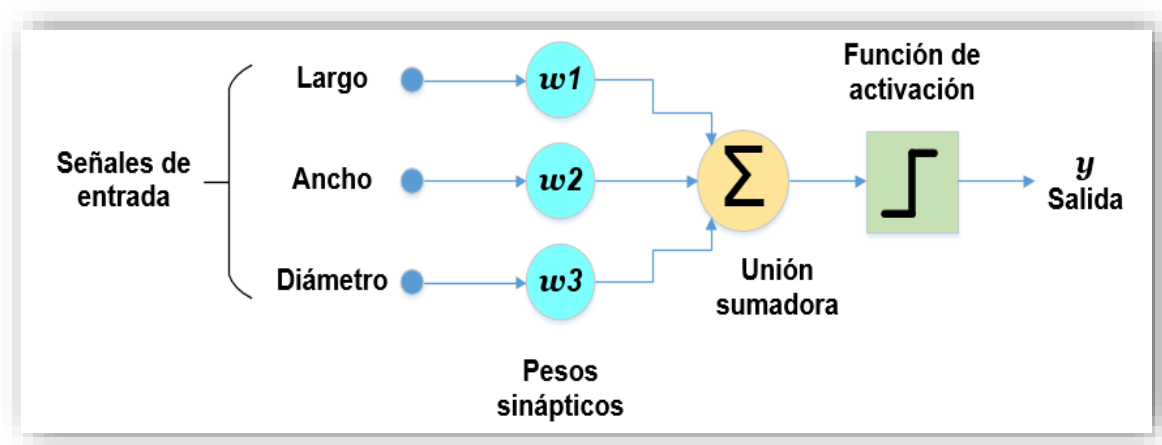 Señales de
entrada
Largo
Ancho
Diámetro
w1
w2
w3
Pesos
sinápticos
Σ
Unión
sumadora
Función de
activación
y
Salida